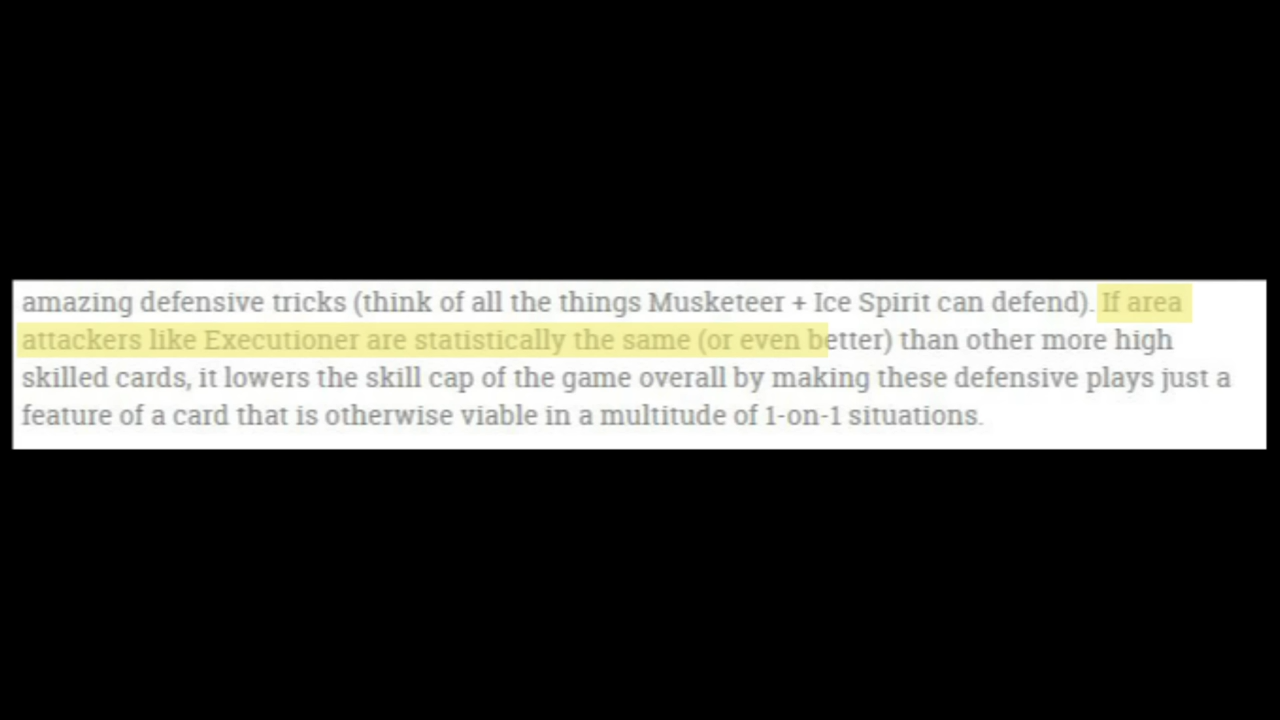 amazing defensive tricks (think of all the things Musketeer + Ice Spirit can defend). If area
attackers like Executioner are statistically the same (or even better) than other more high
skilled cards, it lowers the skill cap of the game overall by making these defensive plays just a
feature of a card that is otherwise viable in a multitude of 1-on-1 situations.